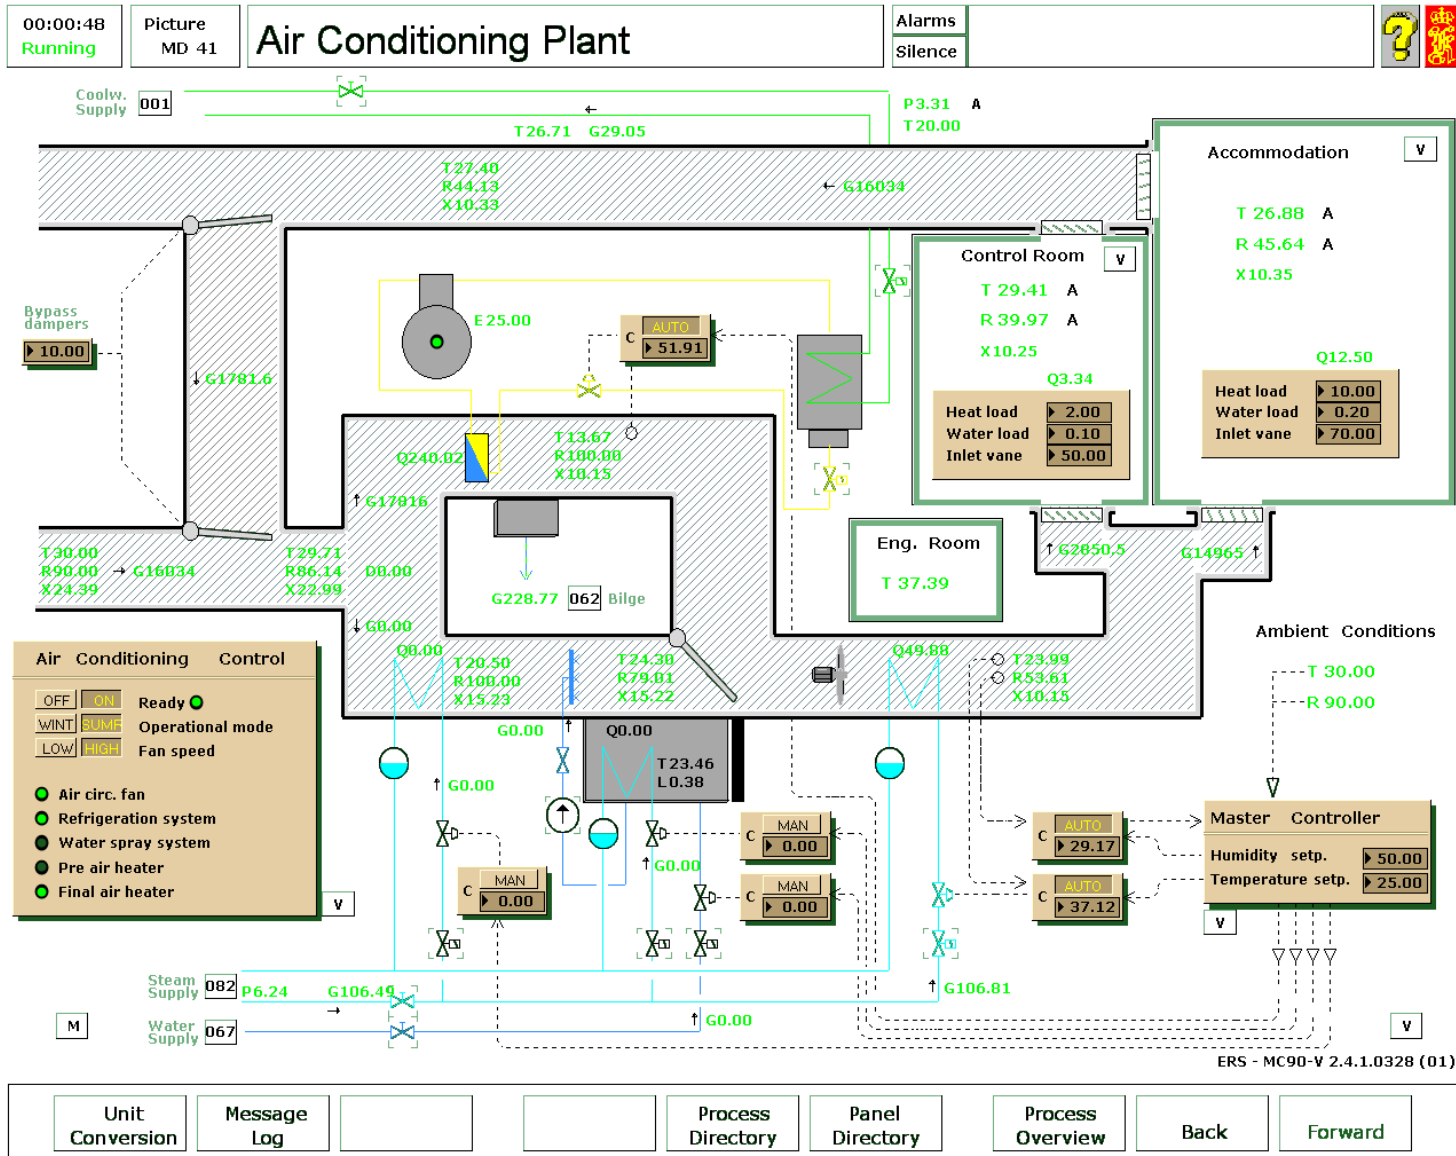 00:00:48
Running
Picture
MD 41
Air Conditioning Plant
Alarms
Silence
?
Coolw.
Supply
001
P3.31 A
T20.00
T26.71 G29.05
T27.40
R44.13
X10.33
← G16034
Accommodation
V
T 26.88 A
R 45.64 A
X10.35
Q12.50
Heat load 10.00
Water load 0.20
Inlet vane 70.00
Control Room
V
T 29.41 A
R 39.97 A
X10.25
Q3.34
Heat load 2.00
Water load 0.10
Inlet vane 50.00
Bypass
dampers
10.00
G1781.6
E25.00
C AUTO
51.91
Q240.02
T13.67
R100.00
X10.15
G17816
G228.77 062 Bilge
Eng. Room
T 37.39
G2850.5
G14965
T30.00
R90.00 → G16034
X24.39
T29.71
R86.14 D0.00
X22.99
G0.00
Q0.00
T20.50
R100.00
X15.23
T24.30
R79.01
X15.22
Q49.88
T23.99
R53.61
X10.15
Ambient Conditions
T 30.00
R 90.00
Air Conditioning Control
OFF ON Ready
WINT SUMR Operational mode
LOW HIGH Fan speed
Air circ. fan
Refrigeration system
Water spray system
Pre air heater
Final air heater
V
G0.00
Q0.00
T23.46
L0.38
G0.00
G0.00
C MAN
0.00
C MAN
0.00
C MAN
0.00
C AUTO
29.17
C AUTO
37.12
Master Controller
Humidity setp. 50.00
Temperature setp. 25.00
V
Steam
Supply
082
P6.24 G106.49
G106.81
Water
Supply
067
G0.00
M
V
ERS - MC90-V 2.4.1.0328 (01)
Unit
Conversion
Message
Log
Process
Directory
Panel
Directory
Process
Overview
Back
Forward